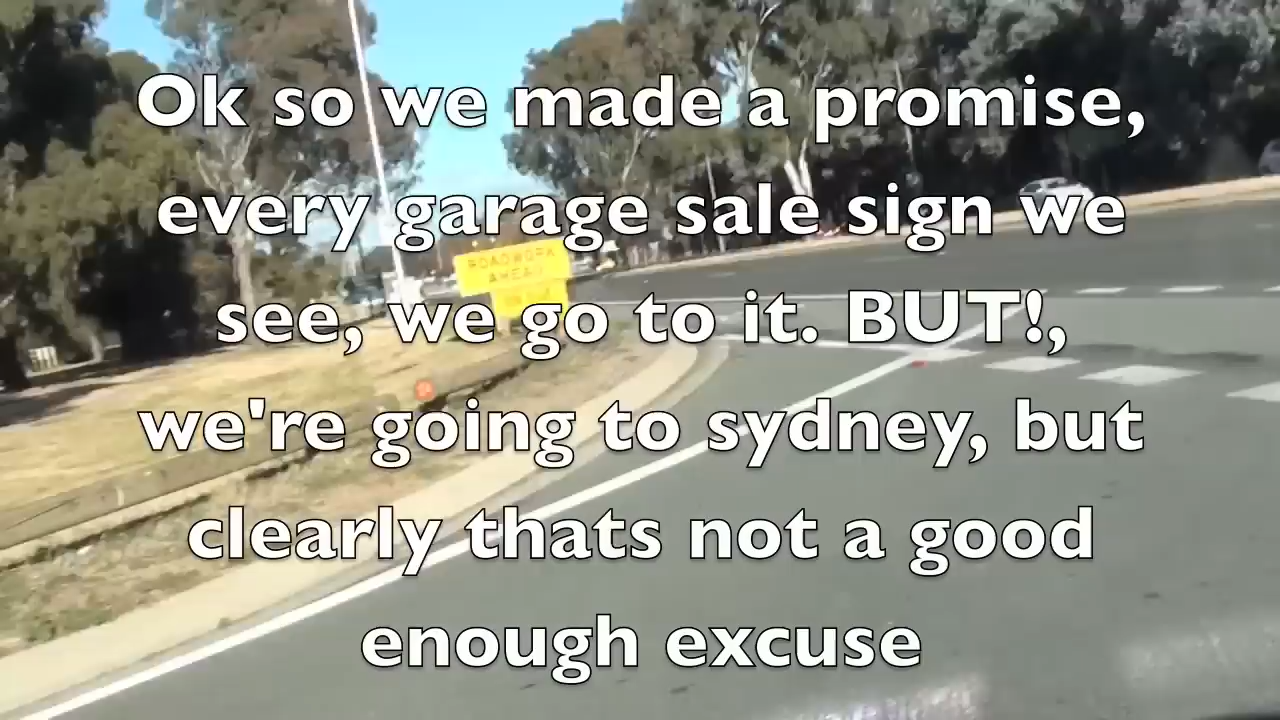 Ok so we made a promise,
every garage sale sign we
see, we go to it. BUT!,
we're going to sydney, but
clearly thats not a good
enough excuse
ROADWORK
AHEAD